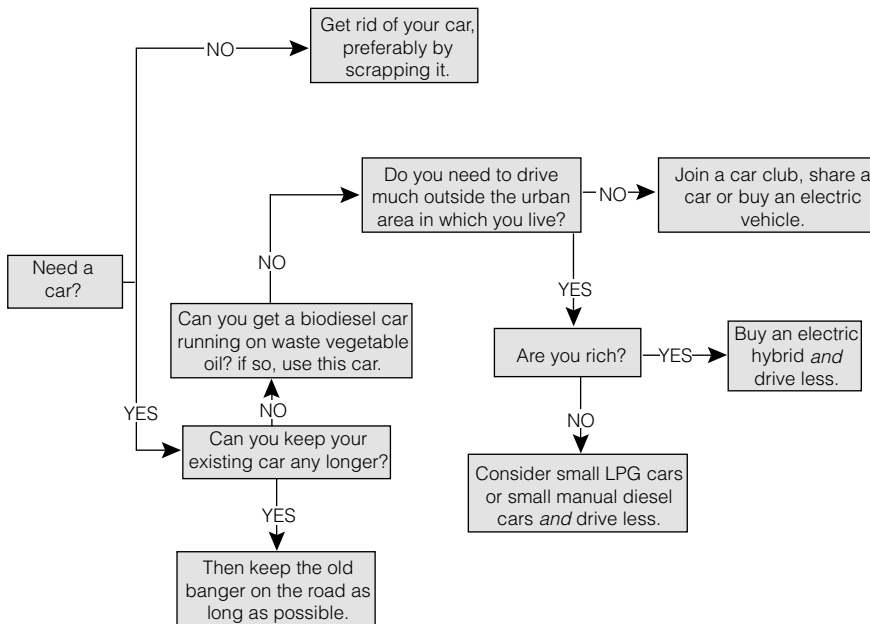 Get rid of your car,
preferably by
scrapping it.
NO
Do you need to drive
much outside the urban
area in which you live?
NO
Join a car club, share a
car or buy an electric
vehicle.
Need a
car?
NO
YES
Can you get a biodiesel car
running on waste vegetable
oil? if so, use this car.
Are you rich?
YES
Buy an electric
hybrid and
drive less.
YES
NO
NO
Can you keep your
existing car any longer?
Consider small LPG cars
or small manual diesel
cars and drive less.
YES
Then keep the old
banger on the road as
long as possible.